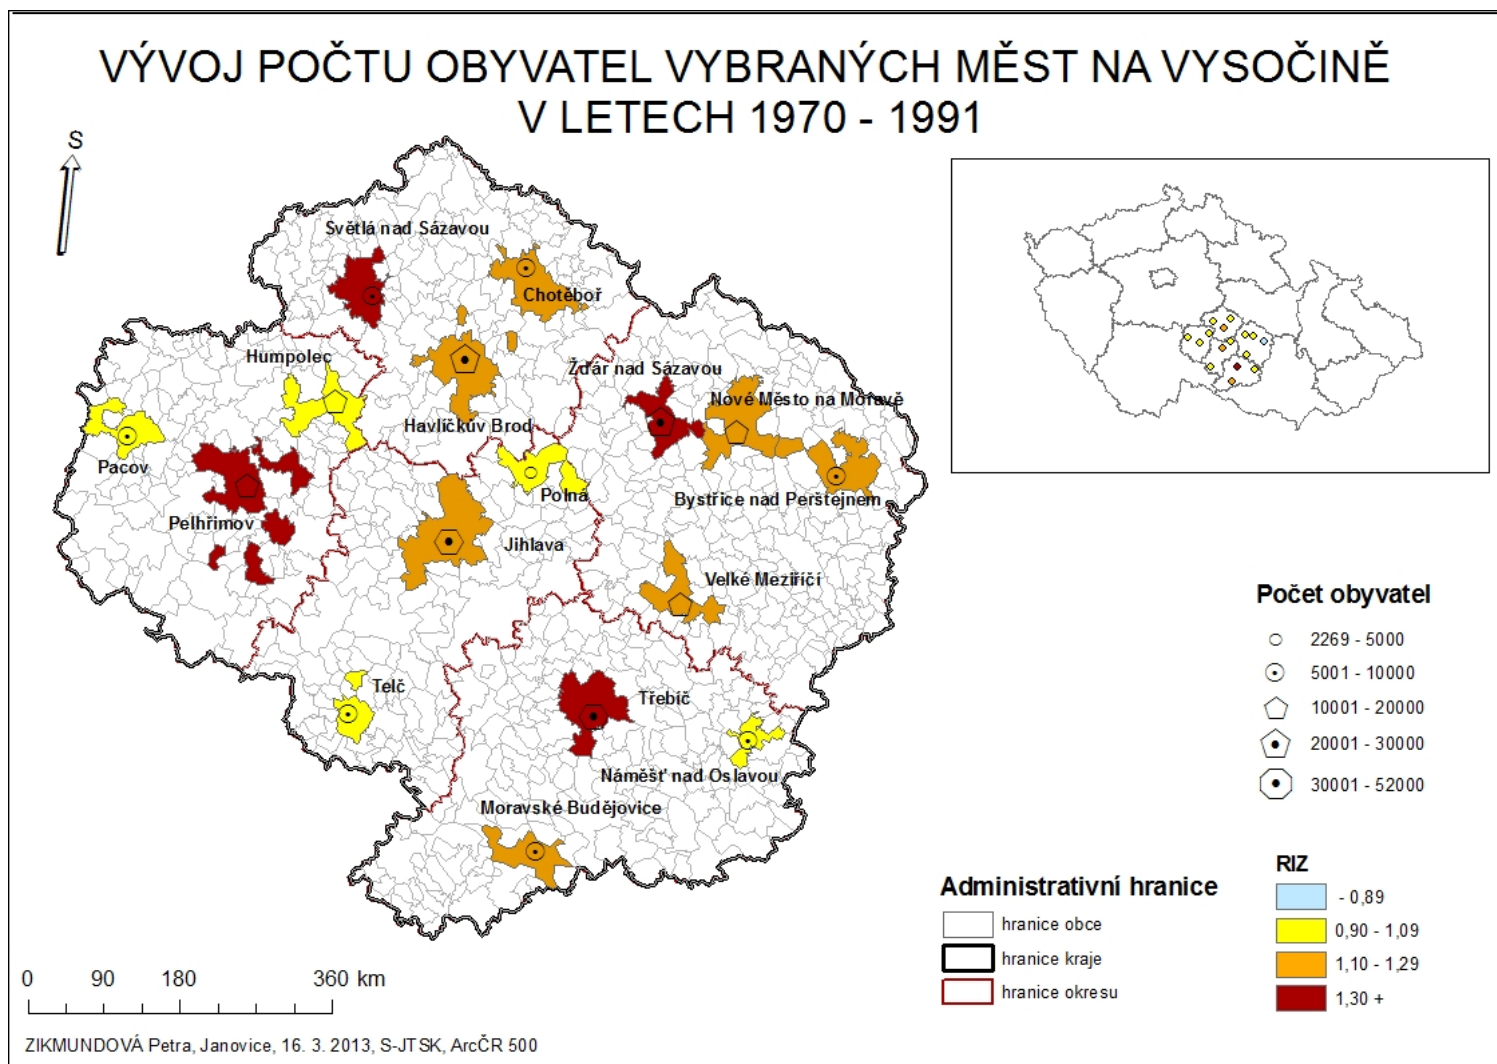 VÝVOJ POČTU OBYVATEL VYBRANÝCH MĚST NA VYSOČINĚ
V LETECH 1970 - 1991
S
Světlá nad Sázavou
Chotěboř
Humpolec
Žďár nad Sázavou
Nové Město na Moravě
Havlíčkův Brod
Pacov
Polná
Bystřice nad Perštejnem
Pelhřimov
Jihlava
Velké Meziříčí
Telč
Třebíč
Náměšť nad Oslavou
Moravské Budějovice
Počet obyvatel
2269 - 5000
5001 - 10000
10001 - 20000
20001 - 30000
30001 - 52000
Administrativní hranice
hranice obce
hranice kraje
hranice okresu
RIZ
- 0,89
0,90 - 1,09
1,10 - 1,29
1,30 +
0 90 180 360 km
ZIKMUNDOVÁ Petra, Janovice, 16. 3. 2013, S-JTSK, ArcČR 500